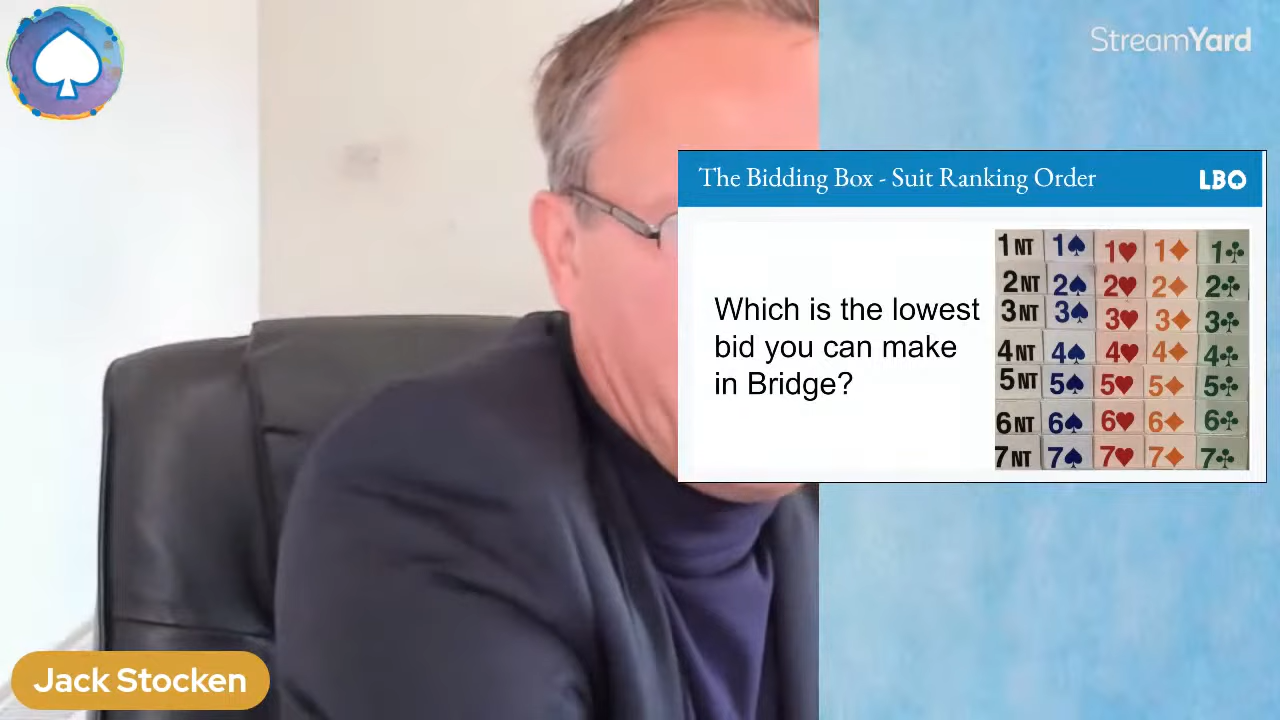 StreamYard
The Bidding Box - Suit Ranking Order
LBO
Which is the lowest
bid you can make
in Bridge?
1NT 1♠ 1♥ 1♦ 1♣
2NT 2♠ 2♥ 2♦ 2♣
3NT 3♠ 3♥ 3♦ 3♣
4NT 4♠ 4♥ 4♦ 4♣
5NT 5♠ 5♥ 5♦ 5♣
6NT 6♠ 6♥ 6♦ 6♣
7NT 7♠ 7♥ 7♦ 7♣
Jack Stocken